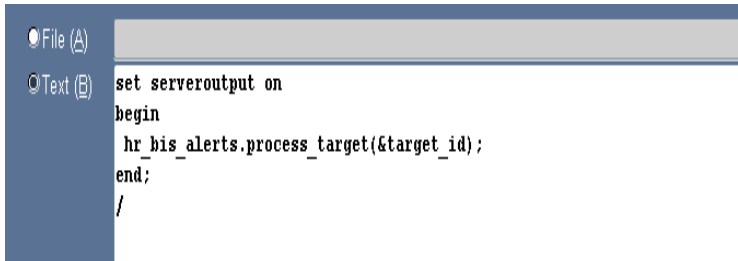 File (A)
Text (B)
set serveroutput on
begin
hr_bis_alerts.process_target(&target_id);
end;
/